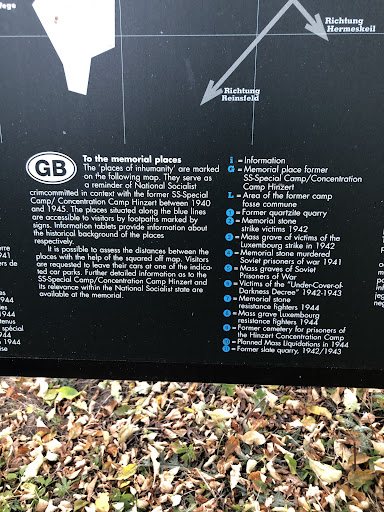 Richtung
Hermeskeil
Richtung
Reinsfeld
GB
To the memorial places
The 'places of inhumanity' are marked
on the following map. They serve as
a reminder of National Socialist
crimcommitted in context with the former SS-Special
Camp/ Concentration Camp Hinzert between 1940
and 1945. The places situated along the blue lines
are accessible to visitors by footpaths marked by
signs. Information tablets provide information about
the historical background of the places
respectively.
It is possible to assess the distances between the
places with the help of the squared off map. Visitors
are requested to leave their cars at one of the indica-
ted car parks. Further detailed information as to the
SS-Special Camp/Concentration Camp Hinzert and
its relevance within the National Socialist state are
available at the memorial.
i = Information
G = Memorial place former
SS-Special Camp/Concentration
Camp Hinzert
L = Area of the former camp
fosse commune
1 = Former quartzite quarry
2 = Memorial stone
strike victims 1942
3 = Mass grave of victims of the
Luxembourg strike in 1942
4 = Memorial stone murdered
Soviet prisoners of war 1941
5 = Mass graves of Soviet
Prisoners of War
6 = Victims of the "Under-Cover-of-
Darkness Decree" 1942-1943
7 = Memorial stone
resistance fighters 1944
8 = Mass grave Luxembourg
resistance fighters 1944
9 = Former cemetery for prisoners of
the Hinzert Concentration Camp
10 = Planned Mass Liquidations in 1944
11 = Former slate quarry, 1942/1943